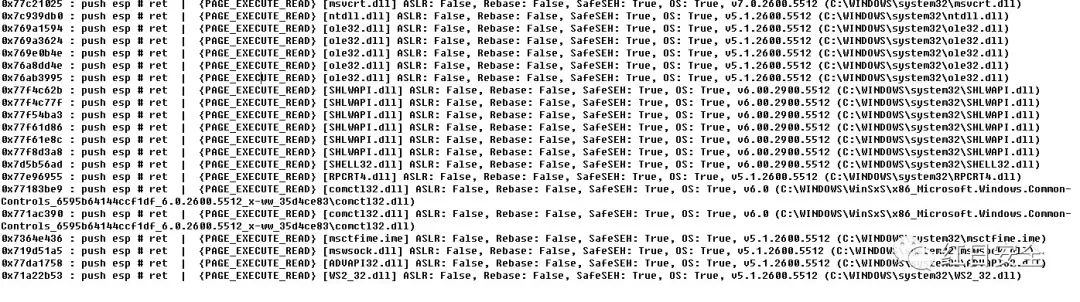 0x77c21025 : push esp # ret | {PAGE_EXECUTE_READ} [msvcrt.dll] ASLR: False, Rebase: False, SafeSEH: True, OS: True, v7.0.2600.5512 (C:\WINDOWS\system32\msvcrt.dll)
0x7c939db0 : push esp # ret | {PAGE_EXECUTE_READ} [ntdll.dll] ASLR: False, Rebase: False, SafeSEH: True, OS: True, v5.1.2600.5512 (C:\WINDOWS\system32\ntdll.dll)
0x769a1594 : push esp # ret | {PAGE_EXECUTE_READ} [ole32.dll] ASLR: False, Rebase: False, SafeSEH: True, OS: True, v5.1.2600.5512 (C:\WINDOWS\system32\ole32.dll)
0x769a3624 : push esp # ret | {PAGE_EXECUTE_READ} [ole32.dll] ASLR: False, Rebase: False, SafeSEH: True, OS: True, v5.1.2600.5512 (C:\WINDOWS\system32\ole32.dll)
0x769e0b4e : push esp # ret | {PAGE_EXECUTE_READ} [ole32.dll] ASLR: False, Rebase: False, SafeSEH: True, OS: True, v5.1.2600.5512 (C:\WINDOWS\system32\ole32.dll)
0x76a8dd4e : push esp # ret | {PAGE_EXECUTE_READ} [ole32.dll] ASLR: False, Rebase: False, SafeSEH: True, OS: True, v5.1.2600.5512 (C:\WINDOWS\system32\ole32.dll)
0x76ab3995 : push esp # ret | {PAGE_EXECUTE_READ} [ole32.dll] ASLR: False, Rebase: False, SafeSEH: True, OS: True, v5.1.2600.5512 (C:\WINDOWS\system32\ole32.dll)
0x77f4c62b : push esp # ret | {PAGE_EXECUTE_READ} [SHLWAPI.dll] ASLR: False, Rebase: False, SafeSEH: True, OS: True, v6.00.2900.5512 (C:\WINDOWS\system32\SHLWAPI.dll)
0x77f4c77f : push esp # ret | {PAGE_EXECUTE_READ} [SHLWAPI.dll] ASLR: False, Rebase: False, SafeSEH: True, OS: True, v6.00.2900.5512 (C:\WINDOWS\system32\SHLWAPI.dll)
0x77f54ba3 : push esp # ret | {PAGE_EXECUTE_READ} [SHLWAPI.dll] ASLR: False, Rebase: False, SafeSEH: True, OS: True, v6.00.2900.5512 (C:\WINDOWS\system32\SHLWAPI.dll)
0x77f61d86 : push esp # ret | {PAGE_EXECUTE_READ} [SHLWAPI.dll] ASLR: False, Rebase: False, SafeSEH: True, OS: True, v6.00.2900.5512 (C:\WINDOWS\system32\SHLWAPI.dll)
0x77f61e8c : push esp # ret | {PAGE_EXECUTE_READ} [SHLWAPI.dll] ASLR: False, Rebase: False, SafeSEH: True, OS: True, v6.00.2900.5512 (C:\WINDOWS\system32\SHLWAPI.dll)
0x77f8d3a8 : push esp # ret | {PAGE_EXECUTE_READ} [SHLWAPI.dll] ASLR: False, Rebase: False, SafeSEH: True, OS: True, v6.00.2900.5512 (C:\WINDOWS\system32\SHLWAPI.dll)
0x7d5b56ad : push esp # ret | {PAGE_EXECUTE_READ} [SHELL32.dll] ASLR: False, Rebase: False, SafeSEH: True, OS: True, v6.00.2900.5512 (C:\WINDOWS\system32\SHELL32.dll)
0x77e96955 : push esp # ret | {PAGE_EXECUTE_READ} [RPCRT4.dll] ASLR: False, Rebase: False, SafeSEH: True, OS: True, v5.1.2600.5512 (C:\WINDOWS\system32\RPCRT4.dll)
0x77183be9 : push esp # ret | {PAGE_EXECUTE_READ} [comctl32.dll] ASLR: False, Rebase: False, SafeSEH: True, OS: True, v6.0 (C:\WINDOWS\WinSxS\x86_Microsoft.Windows.Common-
Controls_6595b64144ccf1df_6.0.2600.5512_x-ww_35d4ce83\comctl32.dll)
0x771ac390 : push esp # ret | {PAGE_EXECUTE_READ} [comctl32.dll] ASLR: False, Rebase: False, SafeSEH: True, OS: True, v6.0 (C:\WINDOWS\WinSxS\x86_Microsoft.Windows.Common-
Controls_6595b64144ccf1df_6.0.2600.5512_x-ww_35d4ce83\comctl32.dll)
0x7364e436 : push esp # ret | {PAGE_EXECUTE_READ} [msctfime.ime] ASLR: False, Rebase: False, SafeSEH: True, OS: True, v5.1.2600.5512 (C:\WINDOWS\system32\msctfime.ime)
0x719d51a5 : push esp # ret | {PAGE_EXECUTE_READ} [mswsock.dll] ASLR: False, Rebase: False, SafeSEH: True, OS: True, v5.1.2600.5512 (C:\WINDOWS\system32\mswsock.dll)
0x77da1758 : push esp # ret | {PAGE_EXECUTE_READ} [ADVAPI32.dll] ASLR: False, Rebase: False, SafeSEH: True, OS: True, v5.1.2600.5512 (C:\WINDOWS\system32\ADVAPI32.dll)
0x71a22b53 : push esp # ret | {PAGE_EXECUTE_READ} [WS2_32.dll] ASLR: False, Rebase: False, SafeSEH: True, OS: True, v5.1.2600.5512 (C:\WINDOWS\system32\WS2_32.dll)
红日安全